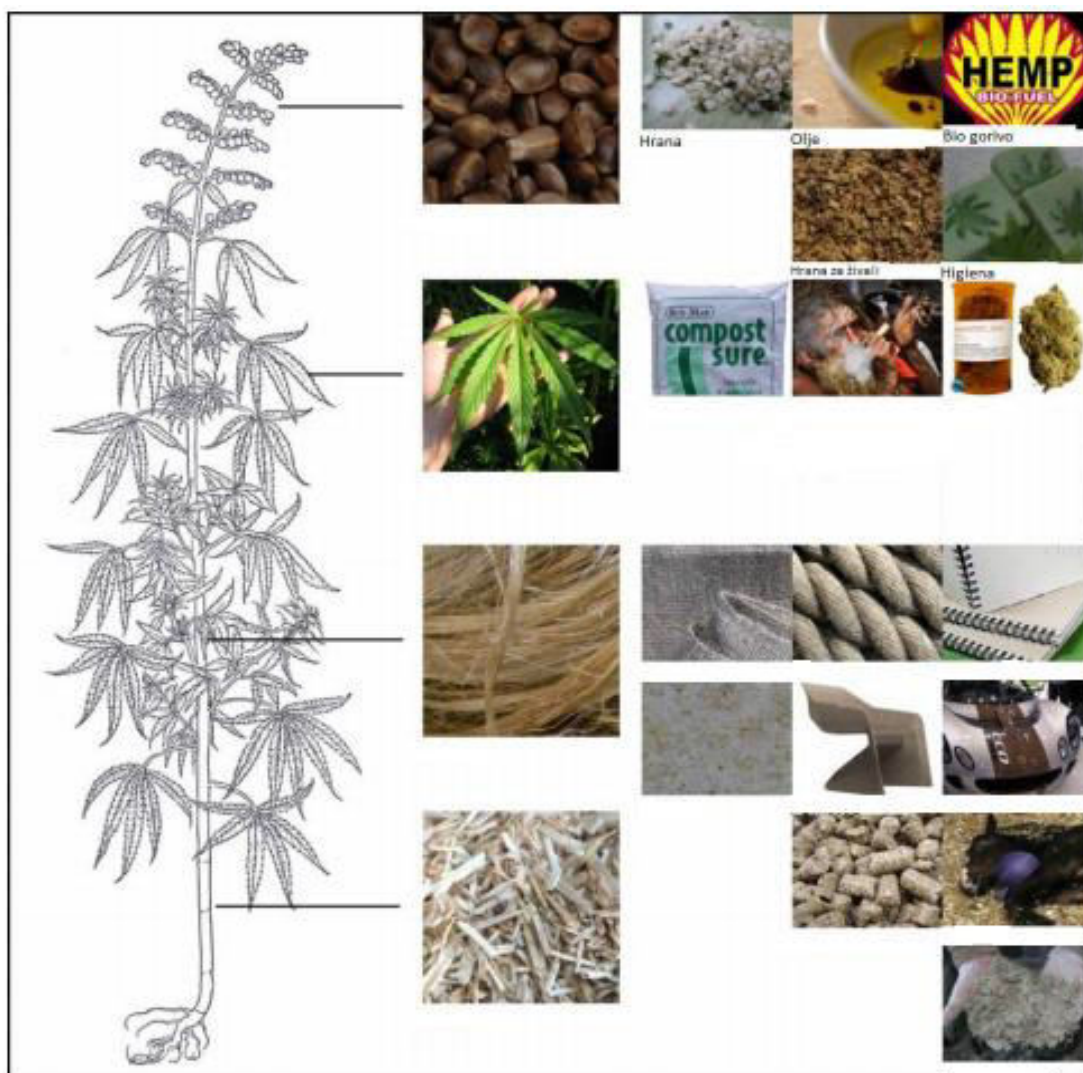 HEMP
BIO FUEL
Hrana
Olje
Bio gorivo
Hrana za živali
Higiena
compost
sure